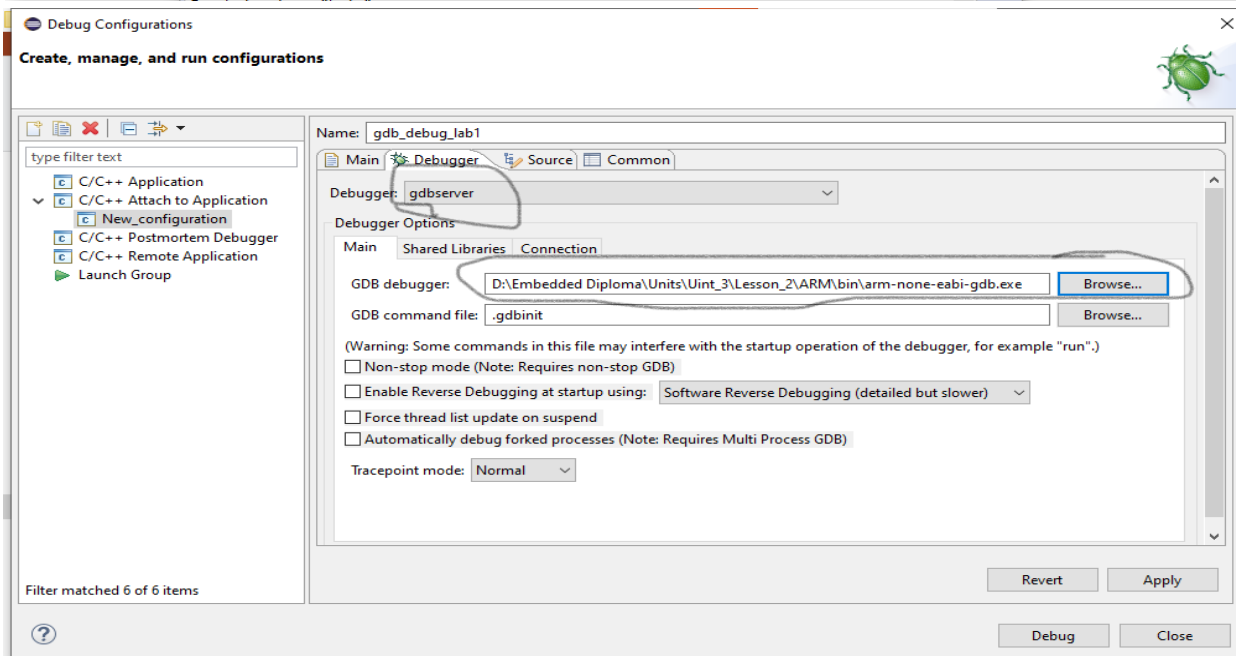 Debug Configurations
Create, manage, and run configurations
type filter text
C/C++ Application
C/C++ Attach to Application
New_configuration
C/C++ Postmortem Debugger
C/C++ Remote Application
Launch Group
Filter matched 6 of 6 items
Name: gdb_debug_lab1
Main Debugger Source Common
Debugger: gdbserver
Debugger Options
Main Shared Libraries Connection
GDB debugger: D:\Embedded Diploma\Units\Uint_3\Lesson_2\ARM\bin\arm-none-eabi-gdb.exe Browse...
GDB command file: .gdbinit Browse...
(Warning: Some commands in this file may interfere with the startup operation of the debugger, for example "run".)
Non-stop mode (Note: Requires non-stop GDB)
Enable Reverse Debugging at startup using: Software Reverse Debugging (detailed but slower)
Force thread list update on suspend
Automatically debug forked processes (Note: Requires Multi Process GDB)
Tracepoint mode: Normal
Revert Apply
? Debug Close